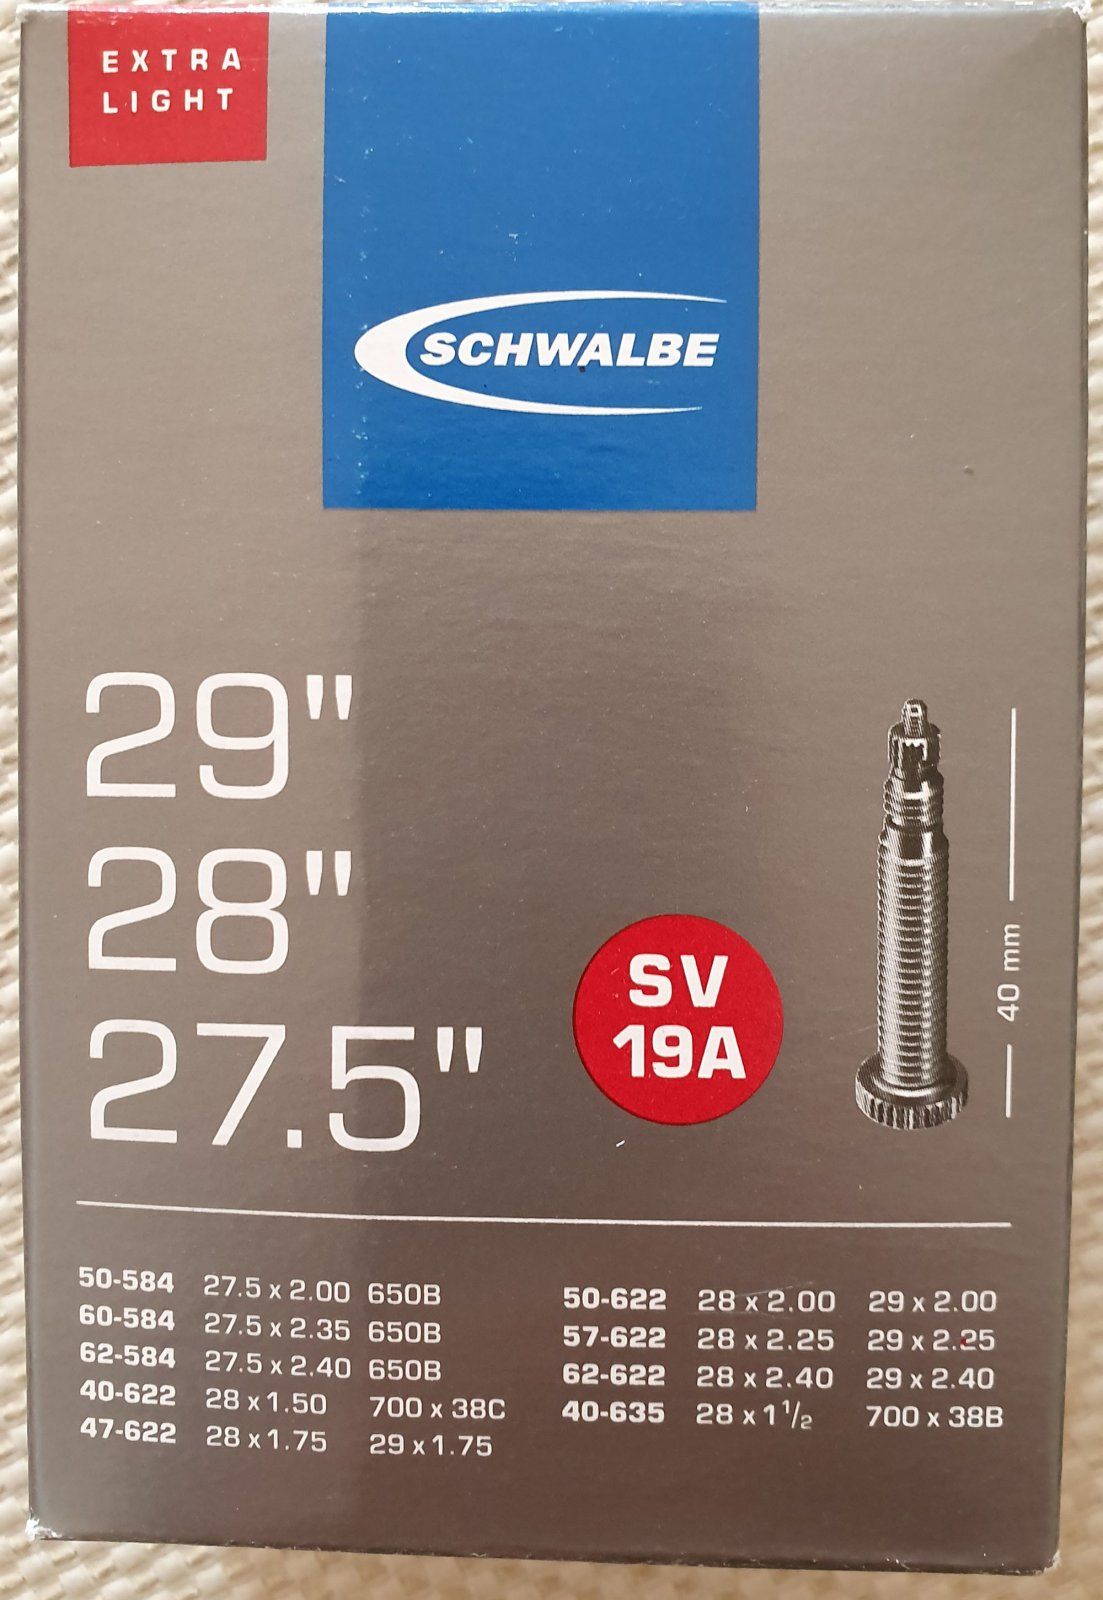 EXTRA
LIGHT
SCHWALBE
29"
28"
27.5"
SV
19A
40 mm
50-584 27.5 x 2.00 650B
60-584 27.5 x 2.35 650B
62-584 27.5 x 2.40 650B
40-622 28 x 1.50 700 x 38C
47-622 28 x 1.75 29 x 1.75
50-622 28 x 2.00 29 x 2.00
57-622 28 x 2.25 29 x 2.25
62-622 28 x 2.40 29 x 2.40
40-635 28 x 1 1/2 700 x 38B